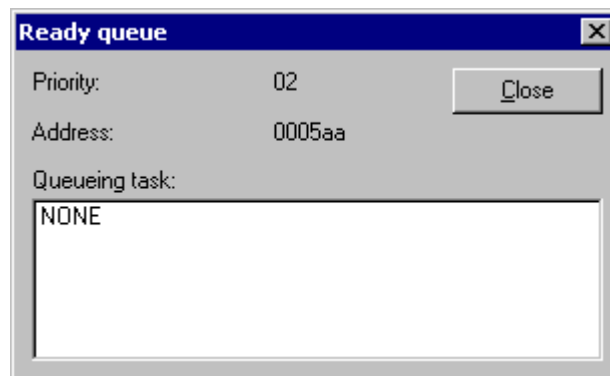 Ready queue
Priority: 02
Close
Address: 0005aa
Queueing task:
NONE